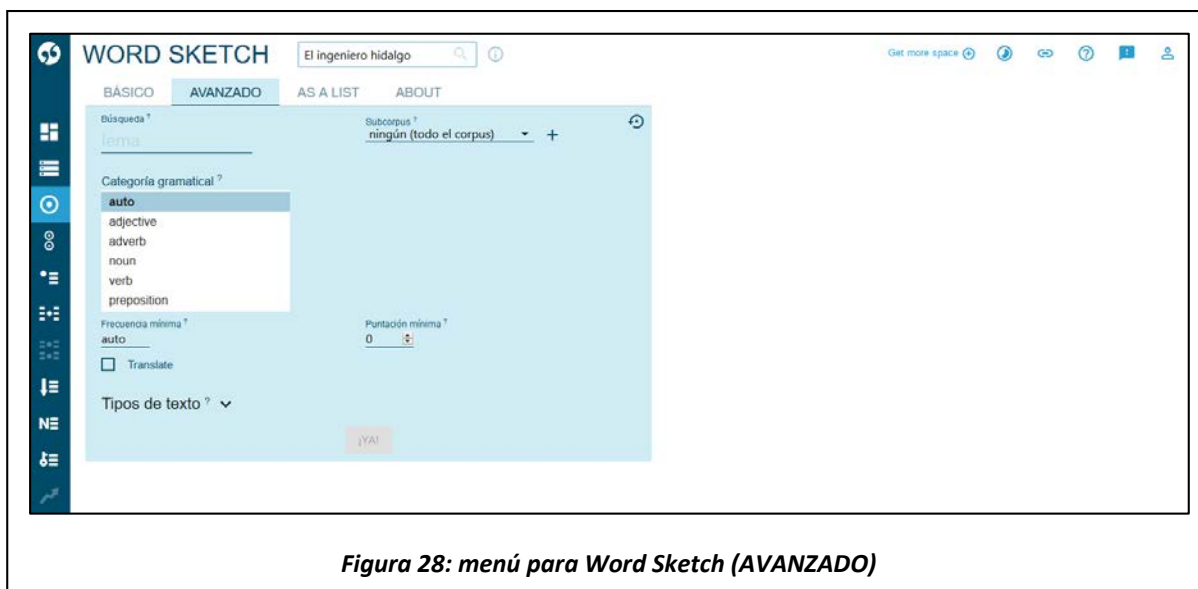 WORD SKETCH El ingeniero hidalgo Get more space
BÁSICO AVANZADO AS A LIST ABOUT
Búsqueda ? Subcorpus ?
lema ningún (todo el corpus)
Categoría gramatical ?
auto
adjective
adverb
noun
verb
preposition
Frecuencia mínima ? Puntación mínima ?
auto 0
Translate
Tipos de texto ?
¡YA!
Figura 28: menú para Word Sketch (AVANZADO)